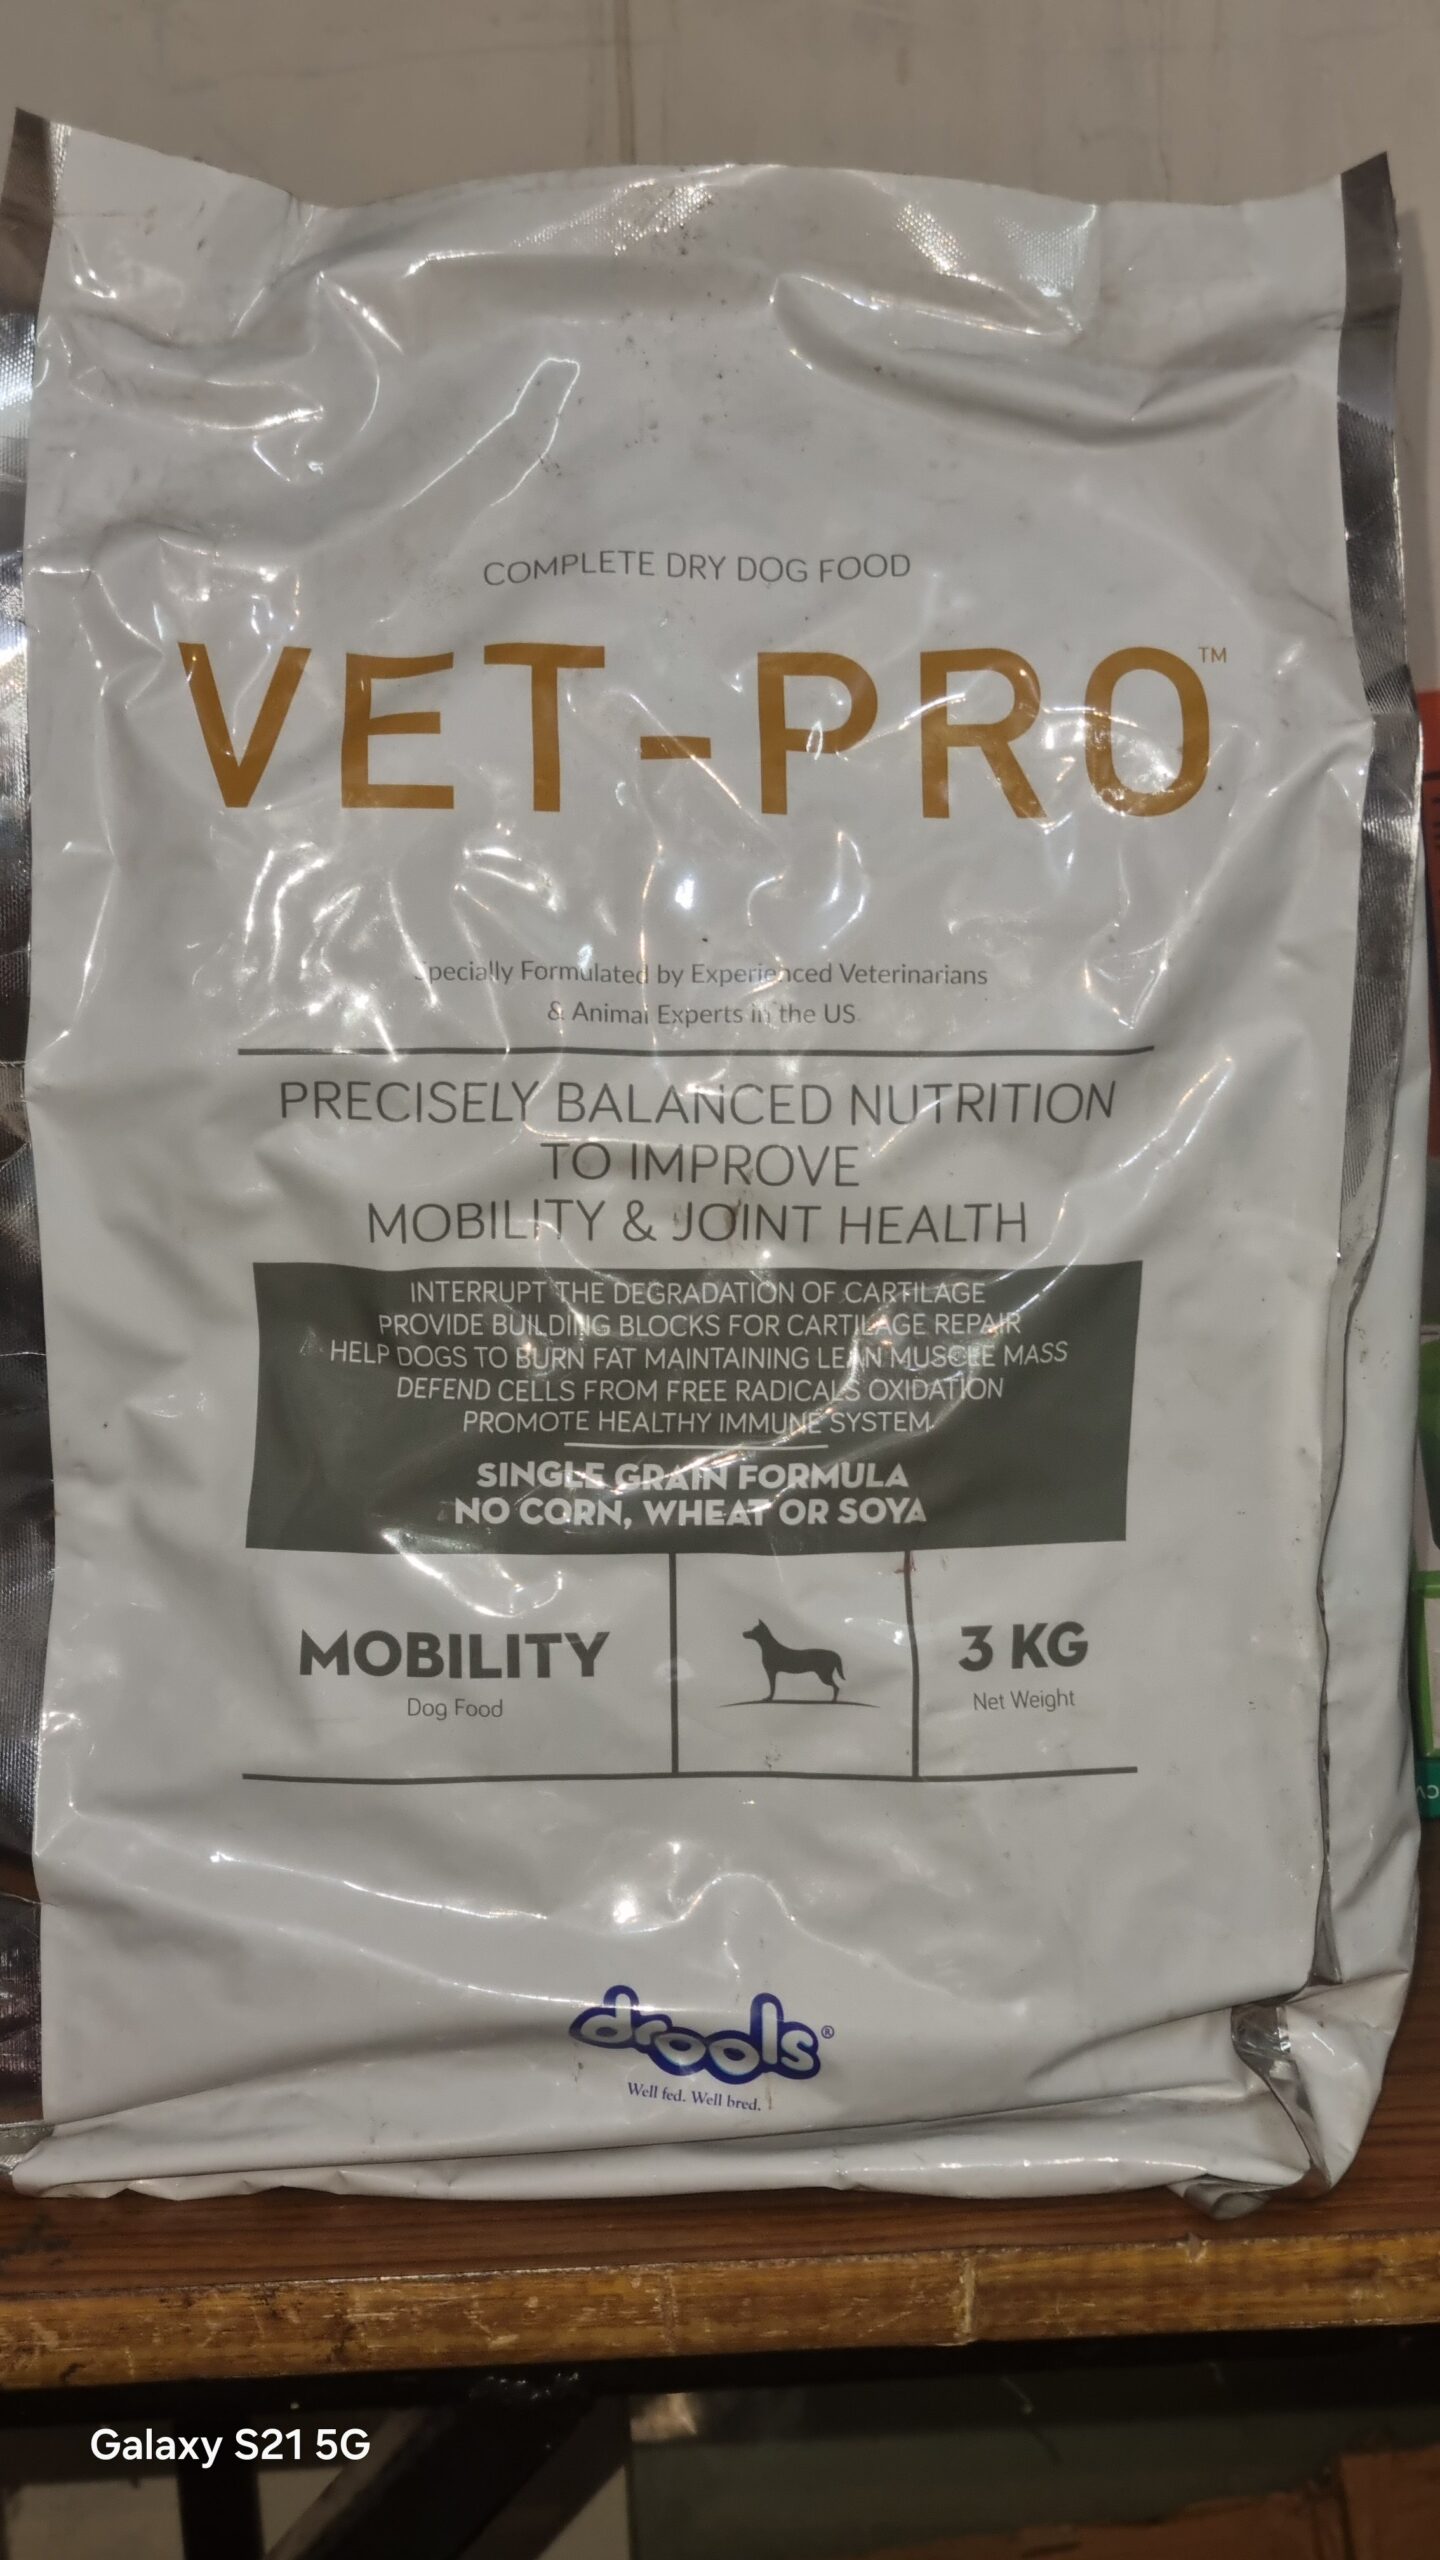 COMPLETE DRY DOG FOOD
VET-PRO™
Specially Formulated by Experienced Veterinarians
& Animal Experts in the US
PRECISELY BALANCED NUTRITION
TO IMPROVE
MOBILITY & JOINT HEALTH
INTERRUPT THE DEGRADATION OF CARTILAGE
PROVIDE BUILDING BLOCKS FOR CARTILAGE REPAIR
HELP DOGS TO BURN FAT MAINTAINING LEAN MUSCLE MASS
DEFEND CELLS FROM FREE RADICALS OXIDATION
PROMOTE HEALTHY IMMUNE SYSTEM
SINGLE GRAIN FORMULA
NO CORN, WHEAT OR SOYA
MOBILITY
Dog Food
3 KG
Net Weight
drools®
Well fed. Well bred.
Galaxy S21 5G